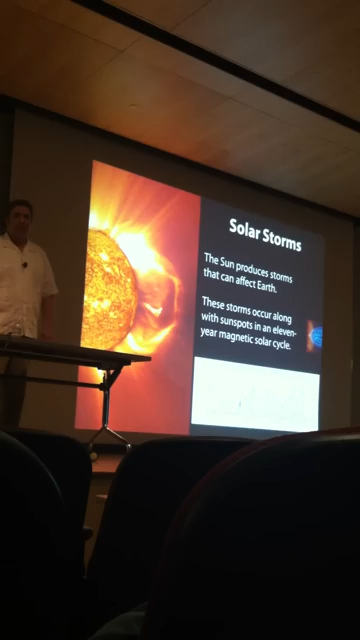 Solar Storms
The Sun produces storms
that can affect Earth.
These storms occur along
with sunspots in an eleven-
year magnetic solar cycle.